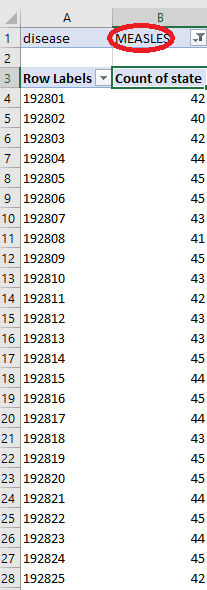 A B
1 disease MEASLES
2
3 Row Labels Count of state
4 192801 42
5 192802 40
6 192803 42
7 192804 44
8 192805 45
9 192806 45
10 192807 43
11 192808 41
12 192809 45
13 192810 43
14 192811 42
15 192812 43
16 192813 43
17 192814 45
18 192815 44
19 192816 45
20 192817 44
21 192818 43
22 192819 45
23 192820 45
24 192821 44
25 192822 45
26 192823 44
27 192824 45
28 192825 42